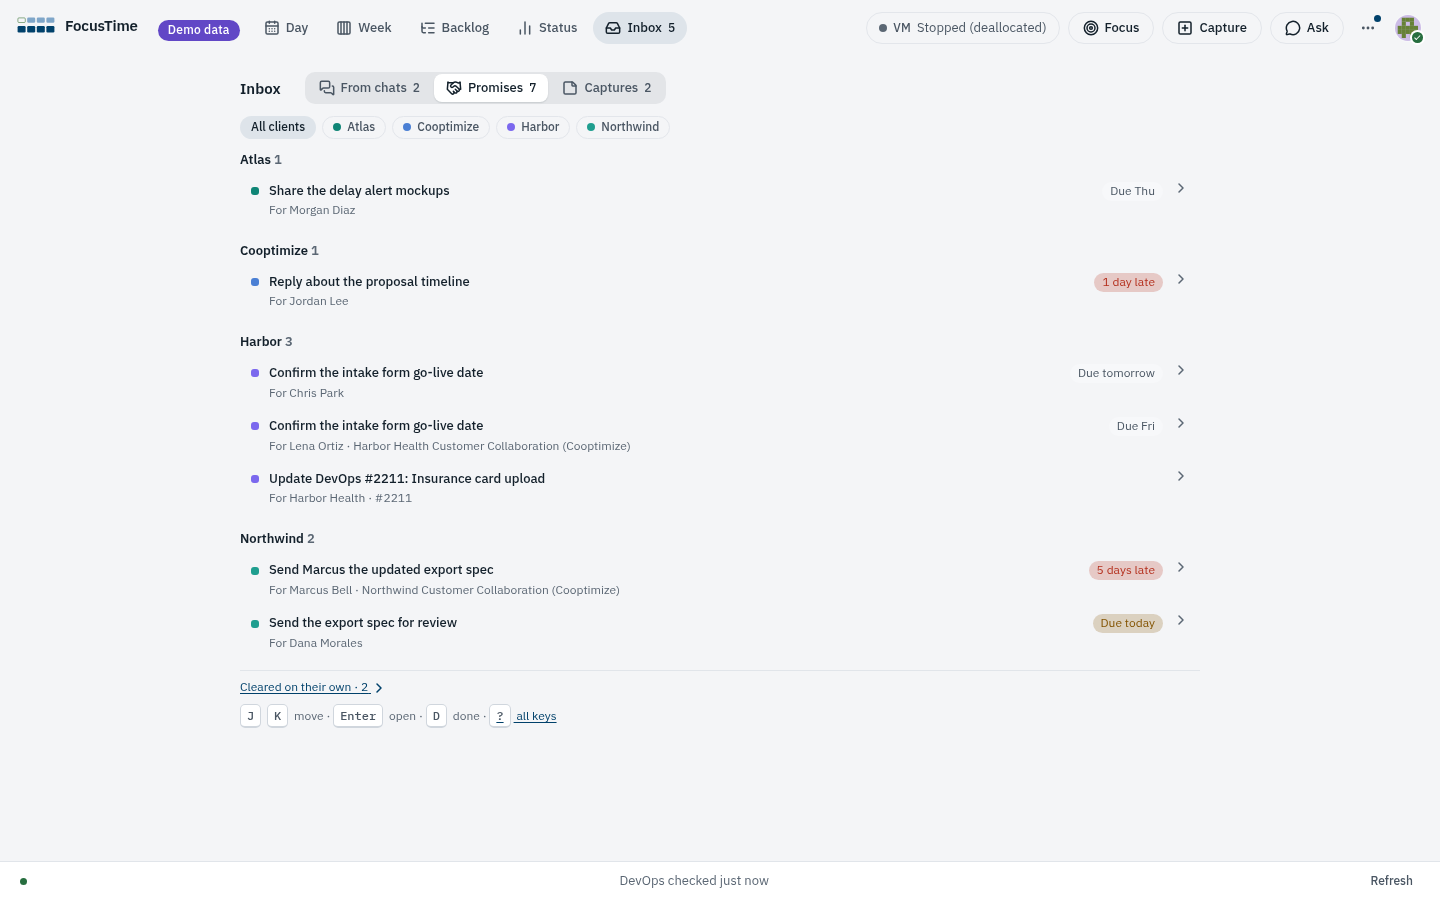 FocusTime Demo data Day Week Backlog Status Inbox 5 VM Stopped (deallocated) Focus Capture Ask
Inbox From chats 2 Promises 7 Captures 2
All clients Atlas Cooptimize Harbor Northwind
Atlas 1
Share the delay alert mockups Due Thu
For Morgan Diaz
Cooptimize 1
Reply about the proposal timeline 1 day late
For Jordan Lee
Harbor 3
Confirm the intake form go-live date Due tomorrow
For Chris Park
Confirm the intake form go-live date Due Fri
For Lena Ortiz · Harbor Health Customer Collaboration (Cooptimize)
Update DevOps #2211: Insurance card upload
For Harbor Health · #2211
Northwind 2
Send Marcus the updated export spec 5 days late
For Marcus Bell · Northwind Customer Collaboration (Cooptimize)
Send the export spec for review Due today
For Dana Morales
Cleared on their own · 2
J K move · Enter open · D done · ? all keys
DevOps checked just now Refresh